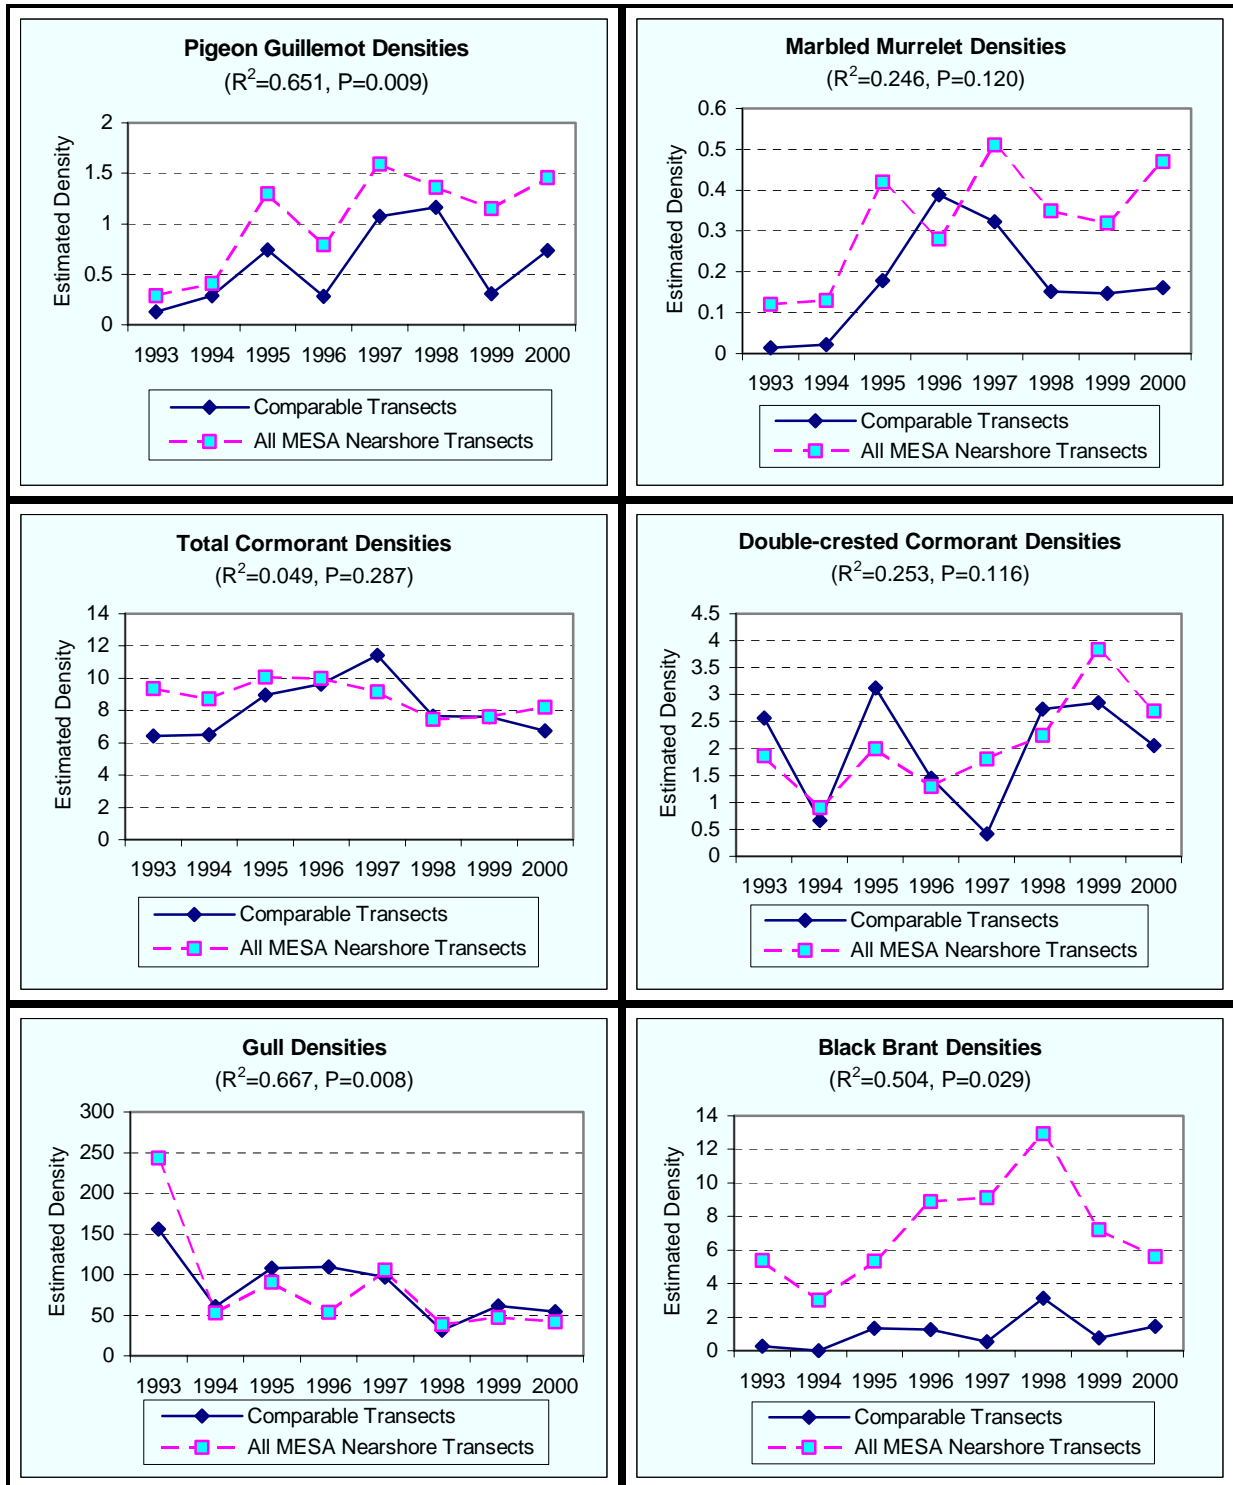 Pigeon Guillemot Densities
(R²=0.651, P=0.009)
Estimated Density
2
1.5
1
0.5
0
1993 1994 1995 1996 1997 1998 1999 2000
Comparable Transects
All MESA Nearshore Transects
Marbled Murrelet Densities
(R²=0.246, P=0.120)
Estimated Density
0.6
0.5
0.4
0.3
0.2
0.1
0
1993 1994 1995 1996 1997 1998 1999 2000
Comparable Transects
All MESA Nearshore Transects
Total Cormorant Densities
(R²=0.049, P=0.287)
Estimated Density
14
12
10
8
6
4
2
0
1993 1994 1995 1996 1997 1998 1999 2000
Comparable Transects
All MESA Nearshore Transects
Double-crested Cormorant Densities
(R²=0.253, P=0.116)
Estimated Density
4.5
4
3.5
3
2.5
2
1.5
1
0.5
0
1993 1994 1995 1996 1997 1998 1999 2000
Comparable Transects
All MESA Nearshore Transects
Gull Densities
(R²=0.667, P=0.008)
Estimated Density
300
250
200
150
100
50
0
1993 1994 1995 1996 1997 1998 1999 2000
Comparable Transects
All MESA Nearshore Transects
Black Brant Densities
(R²=0.504, P=0.029)
Estimated Density
14
12
10
8
6
4
2
0
1993 1994 1995 1996 1997 1998 1999 2000
Comparable Transects
All MESA Nearshore Transects